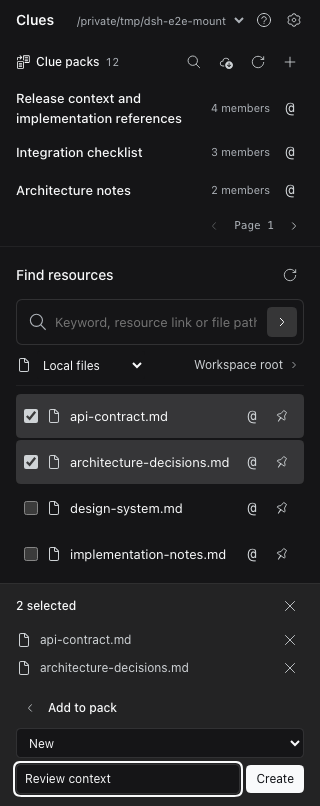 Clues /private/tmp/dsh-e2e-mount
Clue packs 12
Release context and
implementation references 4 members @
Integration checklist 3 members @
Architecture notes 2 members @
Page 1
Find resources
Keyword, resource link or file path
Local files Workspace root
api-contract.md @
architecture-decisions.md @
design-system.md @
implementation-notes.md @
2 selected
api-contract.md
architecture-decisions.md
Add to pack
New
Review context Create